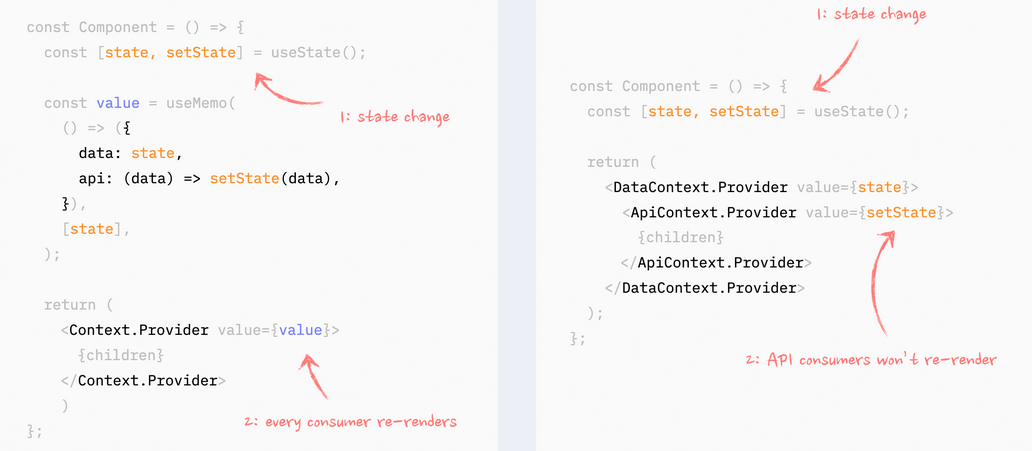 const Component = () => {
const [state, setState] = useState();
1: state change
const value = useMemo(
() => ({
data: state,
api: (data) => setState(data),
}),
[state],
);
return (
<Context.Provider value={value}>
{children}
</Context.Provider>
)
};
2: every consumer re-renders
1: state change
const Component = () => {
const [state, setState] = useState();
return (
<DataContext.Provider value={state}>
<ApiContext.Provider value={setState}>
{children}
</ApiContext.Provider>
</DataContext.Provider>
);
};
2: API consumers won't re-render